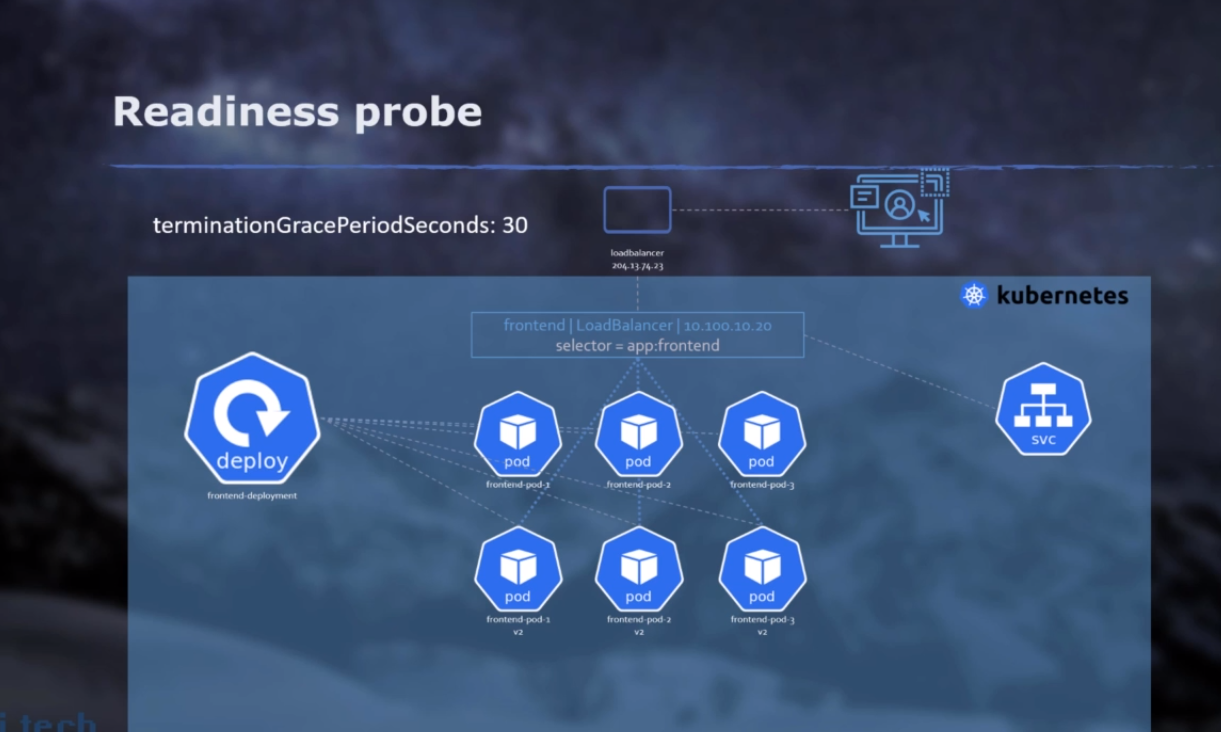 Readiness probe
terminationGracePeriodSeconds: 30
loadbalancer
204.13.74.23
kubernetes
frontend | LoadBalancer | 10.100.10.20
selector = app:frontend
deploy
frontend-deployment
pod
frontend-pod-1
pod
frontend-pod-2
pod
frontend-pod-3
svc
pod
frontend-pod-1
v2
pod
frontend-pod-2
v2
pod
frontend-pod-3
v2
tech